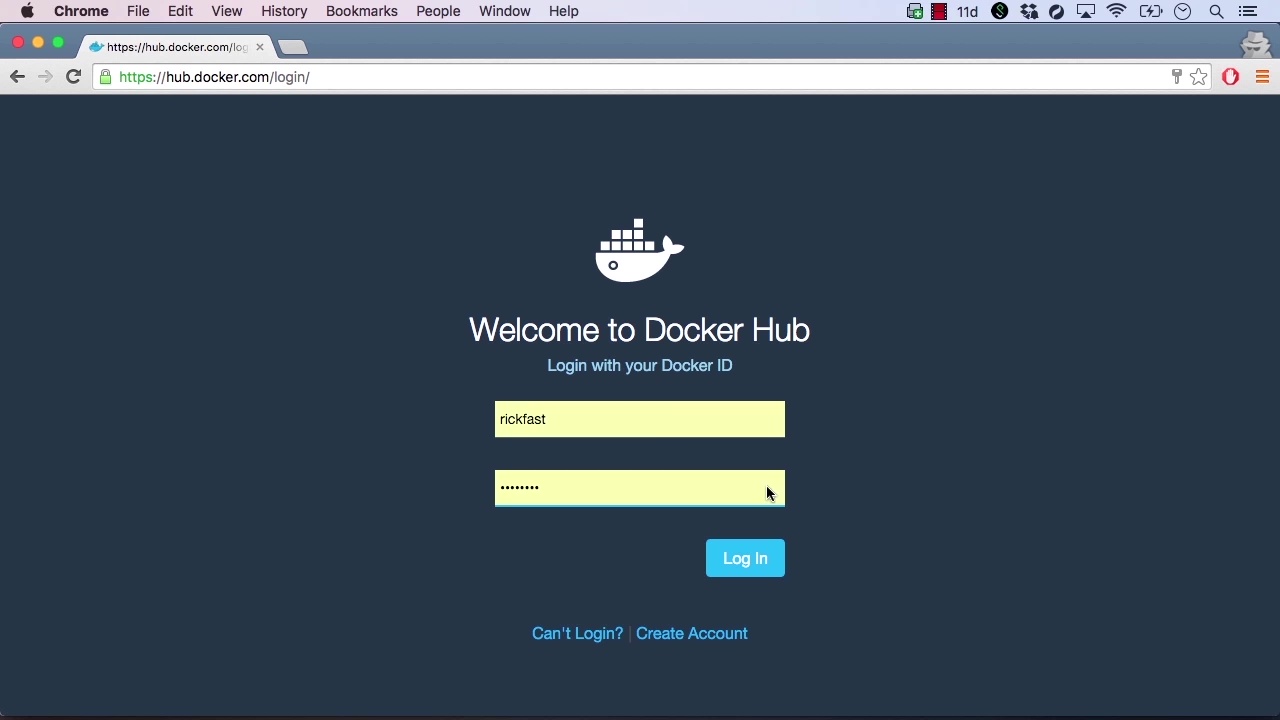 Chrome File Edit View History Bookmarks People Window Help 11d
https://hub.docker.com/log
https://hub.docker.com/login/
Welcome to Docker Hub
Login with your Docker ID
rickfast
••••••••
Log In
Can't Login? | Create Account